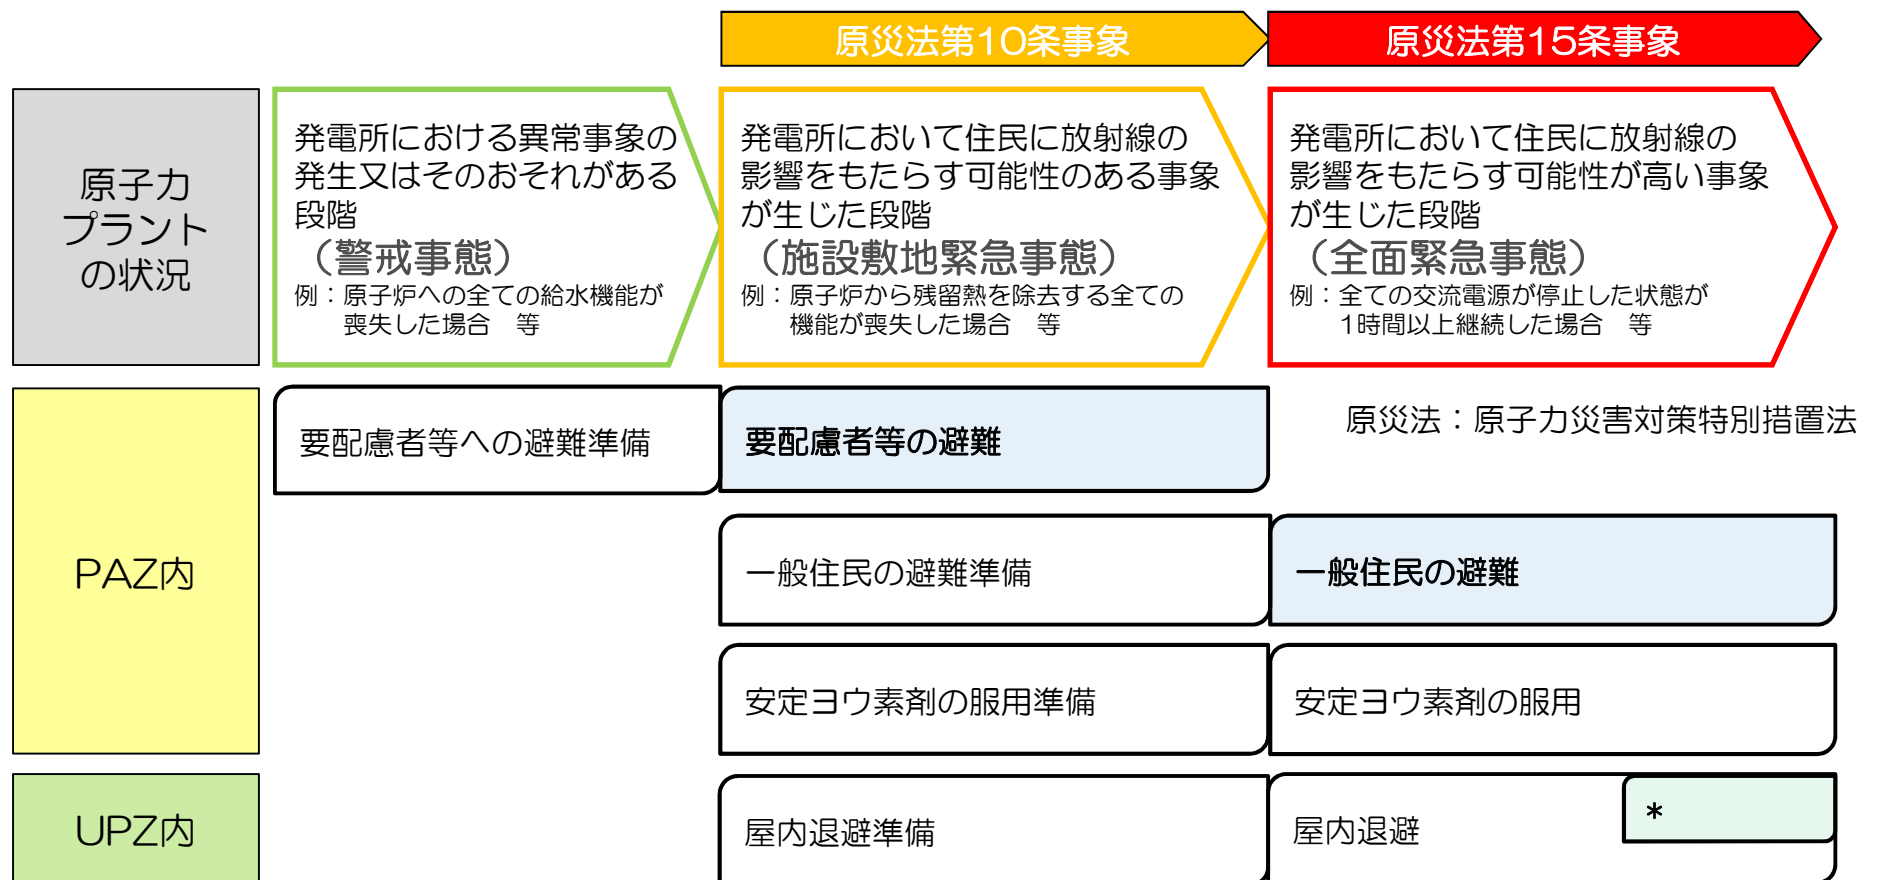 原災法第10条事象
原災法第15条事象
原子力
プラント
の状況
発電所における異常事象の
発生又はそのおそれがある
段階
（警戒事態）
例：原子炉への全ての給水機能が
喪失した場合　等
発電所において住民に放射線の
影響をもたらす可能性のある事象
が生じた段階
（施設敷地緊急事態）
例：原子炉から残留熱を除去する全ての
機能が喪失した場合　等
発電所において住民に放射線の
影響をもたらす可能性が高い事象
が生じた段階
（全面緊急事態）
例：全ての交流電源が停止した状態が
1時間以上継続した場合　等
原災法：原子力災害対策特別措置法
PAZ内
要配慮者等への避難準備
要配慮者等の避難
一般住民の避難準備
一般住民の避難
安定ヨウ素剤の服用準備
安定ヨウ素剤の服用
UPZ内
屋内退避準備
屋内退避
*